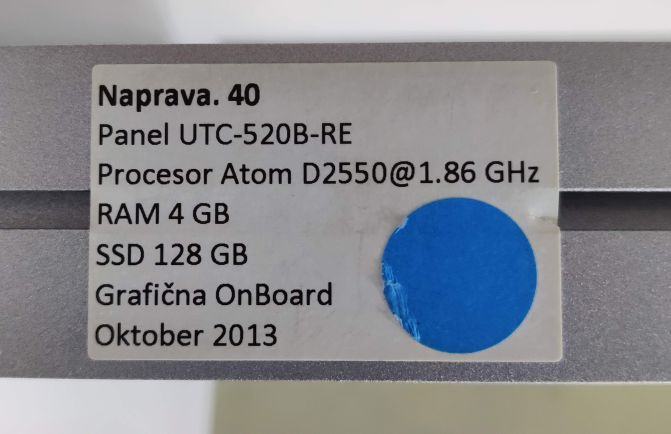 Naprava. 40
Panel UTC-520B-RE
Procesor Atom D2550@1.86 GHz
RAM 4 GB
SSD 128 GB
Grafična OnBoard
Oktober 2013